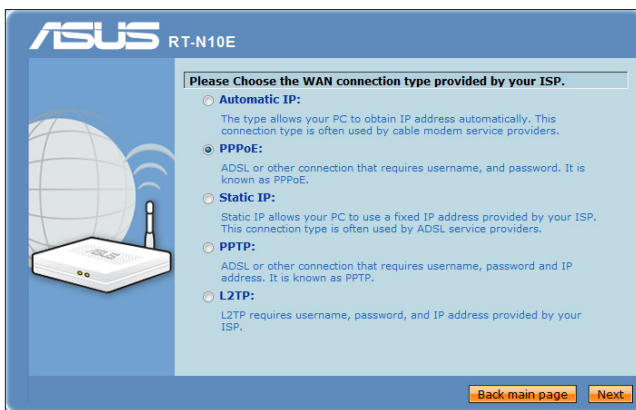 ASUS RT-N10E
Please Choose the WAN connection type provided by your ISP.
Automatic IP:
The type allows your PC to obtain IP address automatically. This
connection type is often used by cable modem service providers.
PPPoE:
ADSL or other connection that requires username, and password. It is
known as PPPoE.
Static IP:
Static IP allows your PC to use a fixed IP address provided by your ISP.
This connection type is often used by ADSL service providers.
PPTP:
ADSL or other connection that requires username, password and IP
address. It is known as PPTP.
L2TP:
L2TP requires username, password, and IP address provided by your
ISP.
ASUS
Back main page Next